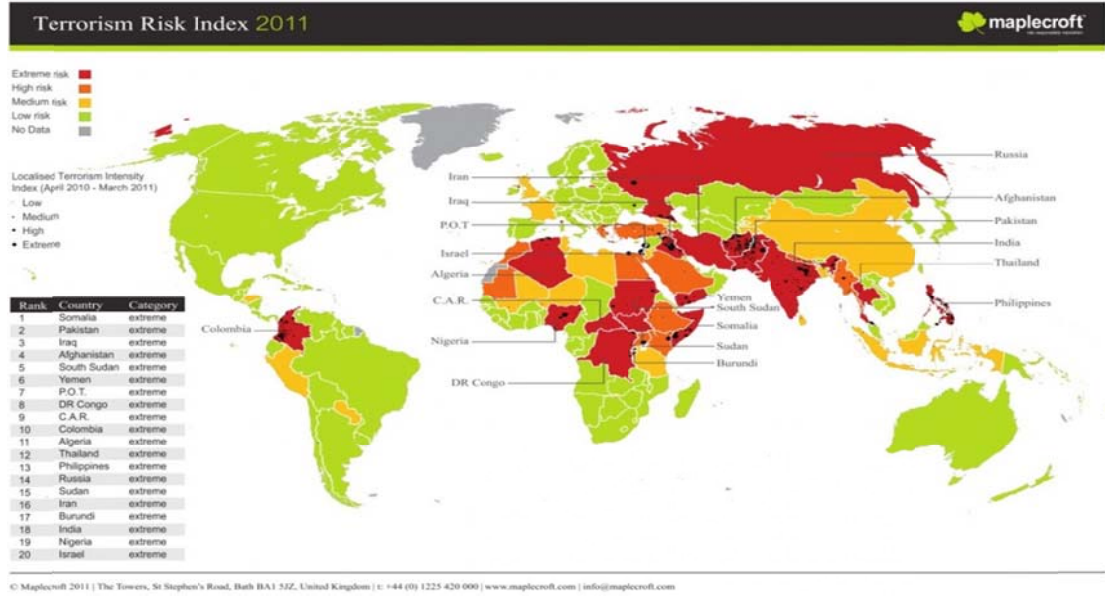 Terrorism Risk Index 2011
maplecroft
Extreme risk
High risk
Medium risk
Low risk
No Data
Localised Terrorism Intensity
Index (April 2010 - March 2011)
Low
Medium
High
Extreme
Rank Country Category
1 Somalia extreme
2 Pakistan extreme
3 Iraq extreme
4 Afghanistan extreme
5 South Sudan extreme
6 Yemen extreme
7 P.O.T. extreme
8 DR Congo extreme
9 C.A.R. extreme
10 Colombia extreme
11 Algeria extreme
12 Thailand extreme
13 Philippines extreme
14 Russia extreme
15 Sudan extreme
16 Iran extreme
17 Burundi extreme
18 India extreme
19 Nigeria extreme
20 Israel extreme
Colombia
Iran
Iraq
P.O.T
Israel
Algeria
C.A.R.
Nigeria
DR Congo
Yemen
South Sudan
Somalia
Sudan
Burundi
Russia
Afghanistan
Pakistan
India
Thailand
Philippines
© Maplecroft 2011 | The Towers, St Stephen's Road, Bath BA1 5JZ, United Kingdom | t: +44 (0) 1225 420 000 | www.maplecroft.com | info@maplecroft.com